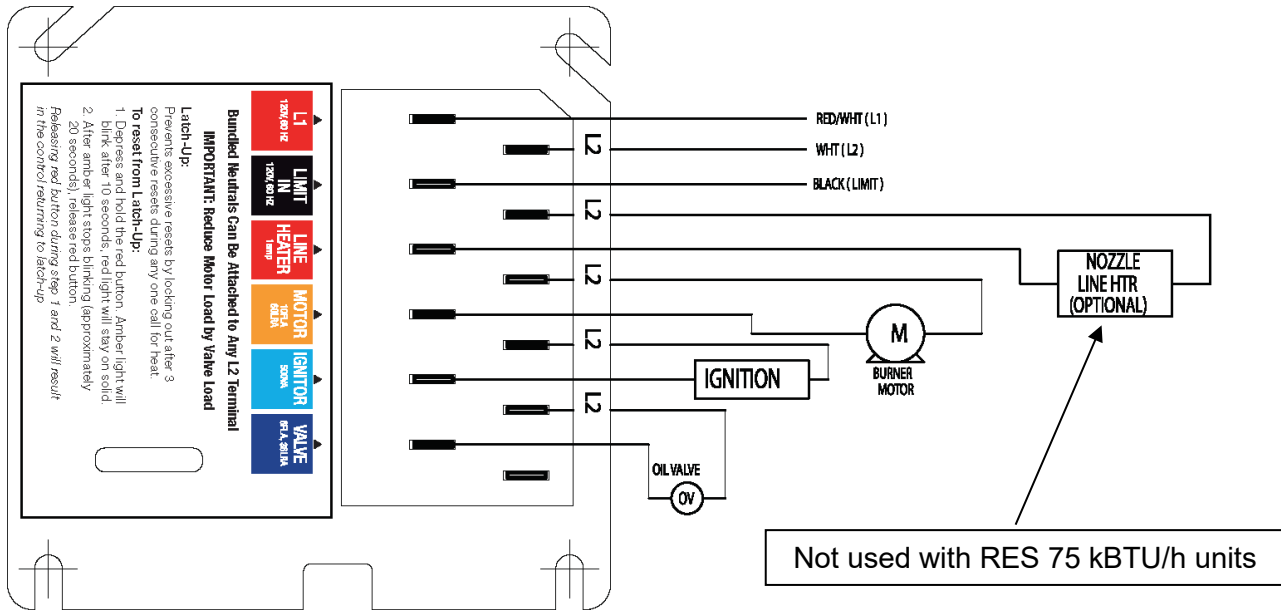 L1
120V, 60 HZ
LIMIT
IN
120V, 60 HZ
LINE
HEATER
1amp
MOTOR
10FLA
60LRA
IGNITOR
500VA
VALVE
Bundled Neutrals Can Be Attached to Any L2 Terminal
IMPORTANT: Reduce Motor Load by Valve Load
Latch-Up:
Prevents excessive resets by locking out after 3
consecutive resets during any one call for heat.
To reset from Latch-Up:
1. Depress and hold the red button. Amber light will
blink after 10 seconds, red light will stay on solid.
2. After amber light stops blinking (approximately
20 seconds), release red button.
Releasing red button during step 1 and 2 will result
in the control returning to latch-up
L2
L2
L2
L2
L2
RED/WHT ( L1 )
WHT ( L2 )
BLACK ( LIMIT )
NOZZLE
LINE HTR
(OPTIONAL)
M
BURNER
MOTOR
IGNITION
OIL VALVE
OV
Not used with RES 75 kBTU/h units